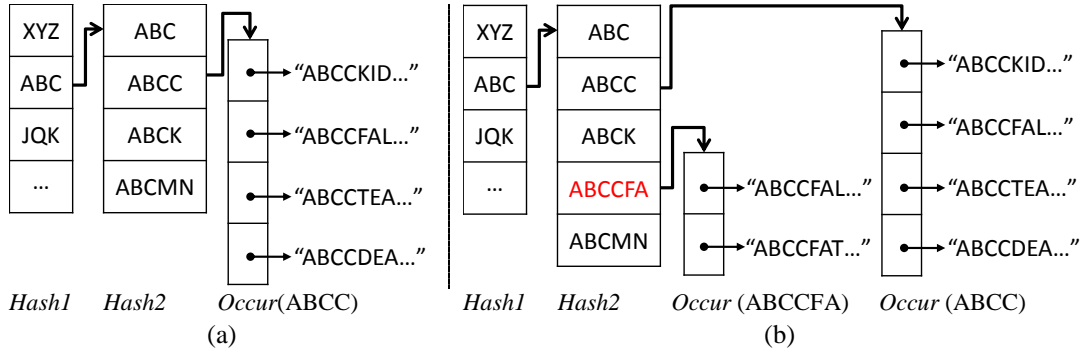 XYZ
ABC
JQK
...
Hash1
ABC
ABCC
ABCK
ABCMN
Hash2
“ABCCKID...”
“ABCCFAL...”
“ABCCTEA...”
“ABCCDEA...”
Occur(ABCC)
(a)
XYZ
ABC
JQK
...
Hash1
ABC
ABCC
ABCK
ABCCFA
ABCMN
Hash2
“ABCCFAL...”
“ABCCFAT...”
Occur (ABCCFA)
“ABCCKID...”
“ABCCFAL...”
“ABCCTEA...”
“ABCCDEA...”
Occur (ABCC)
(b)